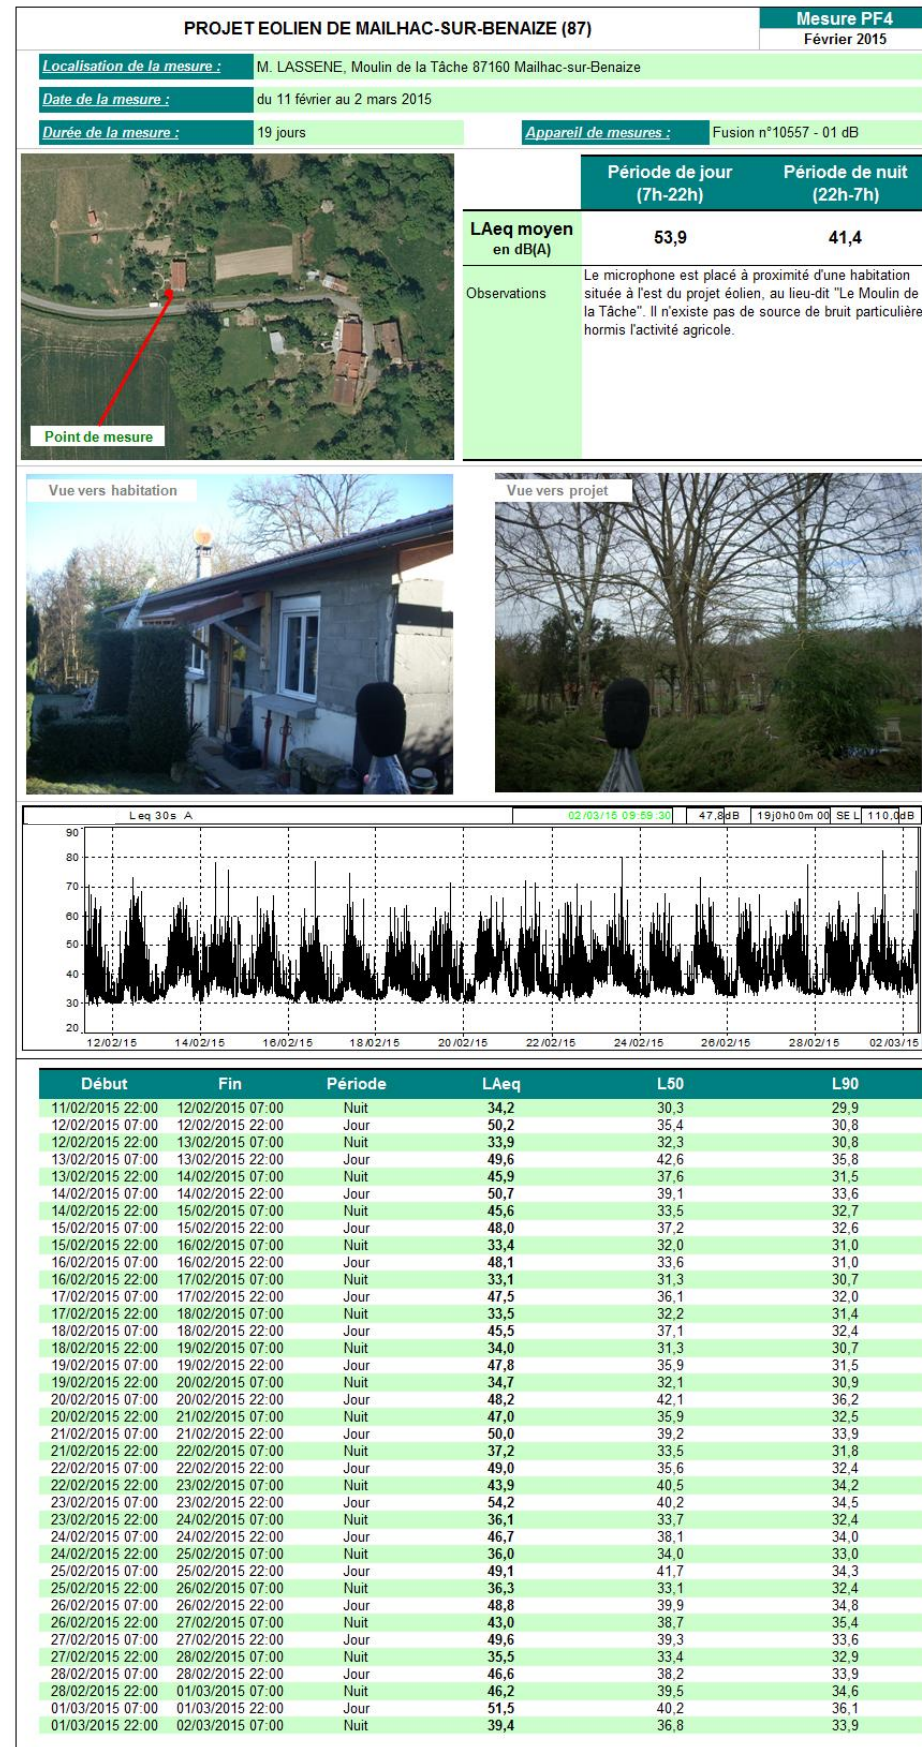 PROJET EOLIEN DE MAILHAC-SUR-BENAIZE (87)
Mesure PF4
Février 2015
Localisation de la mesure : M. LASSENE, Moulin de la Tâche 87160 Mailhac-sur-Benaize
Date de la mesure : du 11 février au 2 mars 2015
Durée de la mesure : 19 jours Appareil de mesures : Fusion n°10557 - 01 dB
Point de mesure
Période de jour (7h-22h) Période de nuit (22h-7h)
LAeq moyen en dB(A) 53,9 41,4
Observations
Le microphone est placé à proximité d'une habitation
située à l'est du projet éolien, au lieu-dit "Le Moulin de
la Tâche". Il n'existe pas de source de bruit particulière
hormis l'activité agricole.
Vue vers habitation
Vue vers projet
Leq 30s A 02/03/15 09:59:30 47,8dB 19j0h00m00 SEL 110,0dB
90
80
70
60
50
40
30
20
12/02/15 14/02/15 16/02/15 18/02/15 20/02/15 22/02/15 24/02/15 26/02/15 28/02/15 02/03/15
Début Fin Période LAeq L50 L90
11/02/2015 22:00 12/02/2015 07:00 Nuit 34,2 30,3 29,9
12/02/2015 07:00 12/02/2015 22:00 Jour 50,2 35,4 30,8
12/02/2015 22:00 13/02/2015 07:00 Nuit 33,9 32,3 30,8
13/02/2015 07:00 13/02/2015 22:00 Jour 49,6 42,6 35,8
13/02/2015 22:00 14/02/2015 07:00 Nuit 45,9 37,6 31,5
14/02/2015 07:00 14/02/2015 22:00 Jour 50,7 39,1 33,6
14/02/2015 22:00 15/02/2015 07:00 Nuit 45,6 33,5 32,7
15/02/2015 07:00 15/02/2015 22:00 Jour 48,0 37,2 32,6
15/02/2015 22:00 16/02/2015 07:00 Nuit 33,4 32,0 31,0
16/02/2015 07:00 16/02/2015 22:00 Jour 48,1 33,6 31,0
16/02/2015 22:00 17/02/2015 07:00 Nuit 33,1 31,3 30,7
17/02/2015 07:00 17/02/2015 22:00 Jour 47,5 36,1 32,0
17/02/2015 22:00 18/02/2015 07:00 Nuit 33,5 32,2 31,4
18/02/2015 07:00 18/02/2015 22:00 Jour 45,5 37,1 32,4
18/02/2015 22:00 19/02/2015 07:00 Nuit 34,0 31,3 30,7
19/02/2015 07:00 19/02/2015 22:00 Jour 47,8 35,9 31,5
19/02/2015 22:00 20/02/2015 07:00 Nuit 34,7 32,1 30,9
20/02/2015 07:00 20/02/2015 22:00 Jour 48,2 42,1 36,2
20/02/2015 22:00 21/02/2015 07:00 Nuit 47,0 35,9 32,5
21/02/2015 07:00 21/02/2015 22:00 Jour 50,0 39,2 33,9
21/02/2015 22:00 22/02/2015 07:00 Nuit 37,2 33,5 31,8
22/02/2015 07:00 22/02/2015 22:00 Jour 49,0 35,6 32,4
22/02/2015 22:00 23/02/2015 07:00 Nuit 43,9 40,5 34,2
23/02/2015 07:00 23/02/2015 22:00 Jour 54,2 40,2 34,5
23/02/2015 22:00 24/02/2015 07:00 Nuit 36,1 33,7 32,4
24/02/2015 07:00 24/02/2015 22:00 Jour 46,7 38,1 34,0
24/02/2015 22:00 25/02/2015 07:00 Nuit 36,0 34,0 33,0
25/02/2015 07:00 25/02/2015 22:00 Jour 49,1 41,7 34,3
25/02/2015 22:00 26/02/2015 07:00 Nuit 36,3 33,1 32,4
26/02/2015 07:00 26/02/2015 22:00 Jour 48,8 39,9 34,8
26/02/2015 22:00 27/02/2015 07:00 Nuit 43,0 38,7 35,4
27/02/2015 07:00 27/02/2015 22:00 Jour 49,6 39,3 33,6
27/02/2015 22:00 28/02/2015 07:00 Nuit 35,5 33,4 32,9
28/02/2015 07:00 28/02/2015 22:00 Jour 46,6 38,2 33,9
28/02/2015 22:00 01/03/2015 07:00 Nuit 46,2 39,5 34,6
01/03/2015 07:00 01/03/2015 22:00 Jour 51,5 40,2 36,1
01/03/2015 22:00 02/03/2015 07:00 Nuit 39,4 36,8 33,9